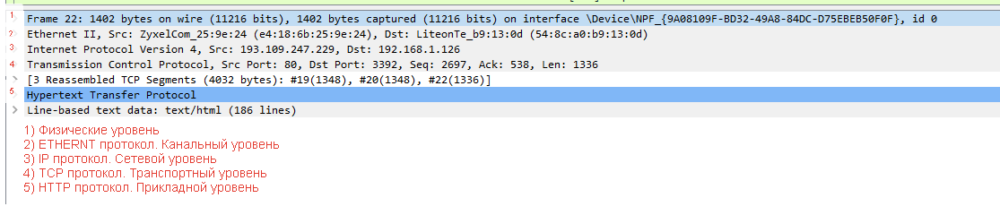 1 Frame 22: 1402 bytes on wire (11216 bits), 1402 bytes captured (11216 bits) on interface \Device\NPF_{9A08109F-BD32-49A8-84DC-D75EBEB50F0F}, id 0
2 Ethernet II, Src: ZyxelCom_25:9e:24 (e4:18:6b:25:9e:24), Dst: LiteonTe_b9:13:0d (54:8c:a0:b9:13:0d)
3 Internet Protocol Version 4, Src: 193.109.247.229, Dst: 192.168.1.126
4 Transmission Control Protocol, Src Port: 80, Dst Port: 3392, Seq: 2697, Ack: 538, Len: 1336
[3 Reassembled TCP Segments (4032 bytes): #19(1348), #20(1348), #22(1336)]
5 Hypertext Transfer Protocol
Line-based text data: text/html (186 lines)
1) Физические уровень
2) ETHERNT протокол. Канальный уровень
3) IP протокол. Сетевой уровень
4) TCP протокол. Транспортный уровень
5) HTTP протокол. Прикладной уровень